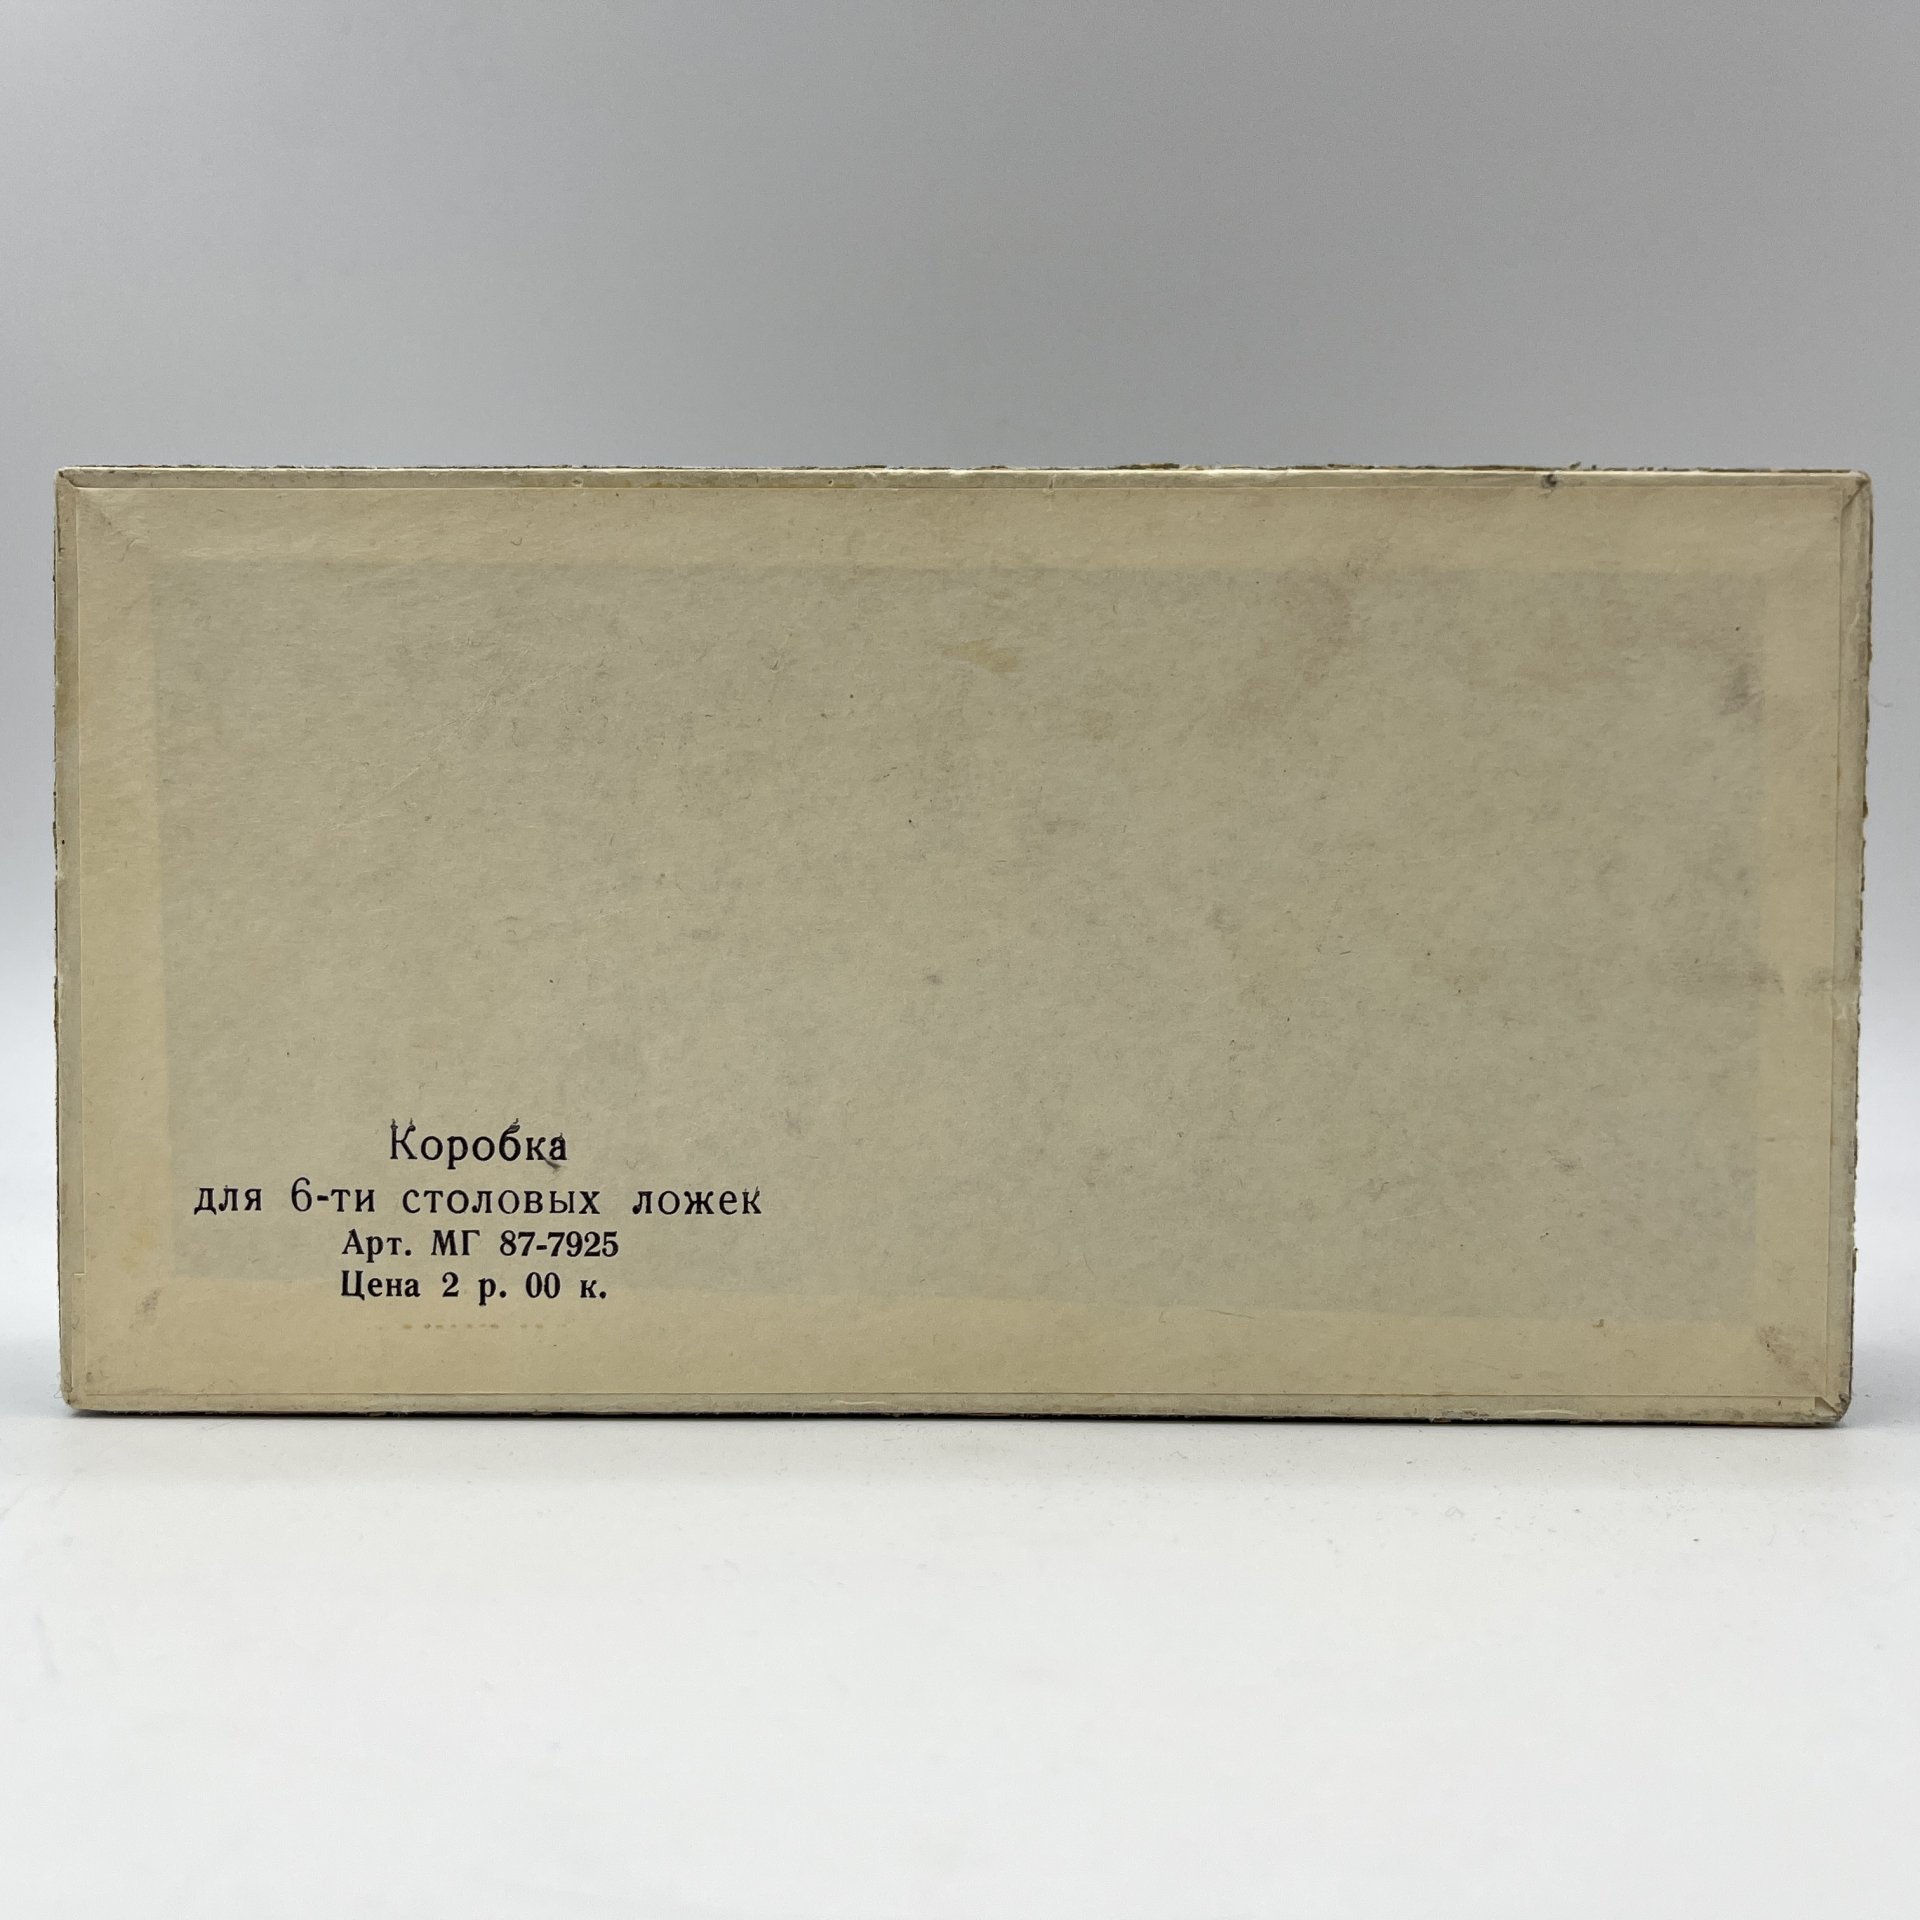 Коробка
для 6-ти столовых ложек
Арт. МГ 87-7925
Цена 2 р. 00 к.